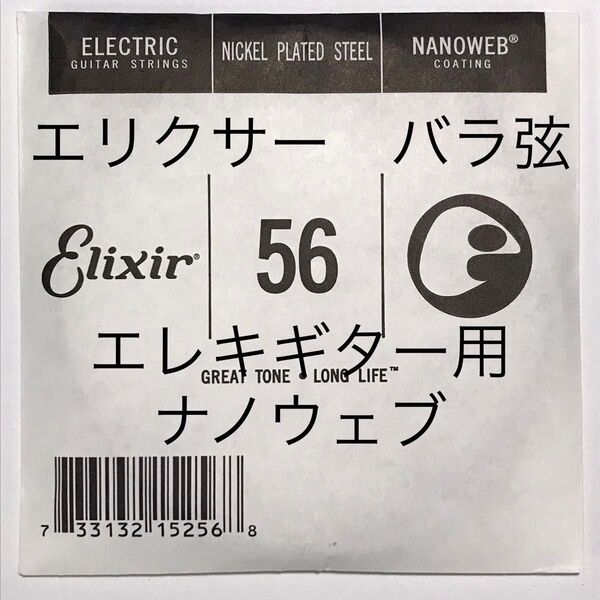 ELECTRIC
GUITAR STRINGS
NICKEL PLATED STEEL
NANOWEB®
COATING
エリクサー　バラ弦
Elixir®
56
エレキギター用
GREAT TONE • LONG LIFE™
ナノウェブ
7 33132 15256 8